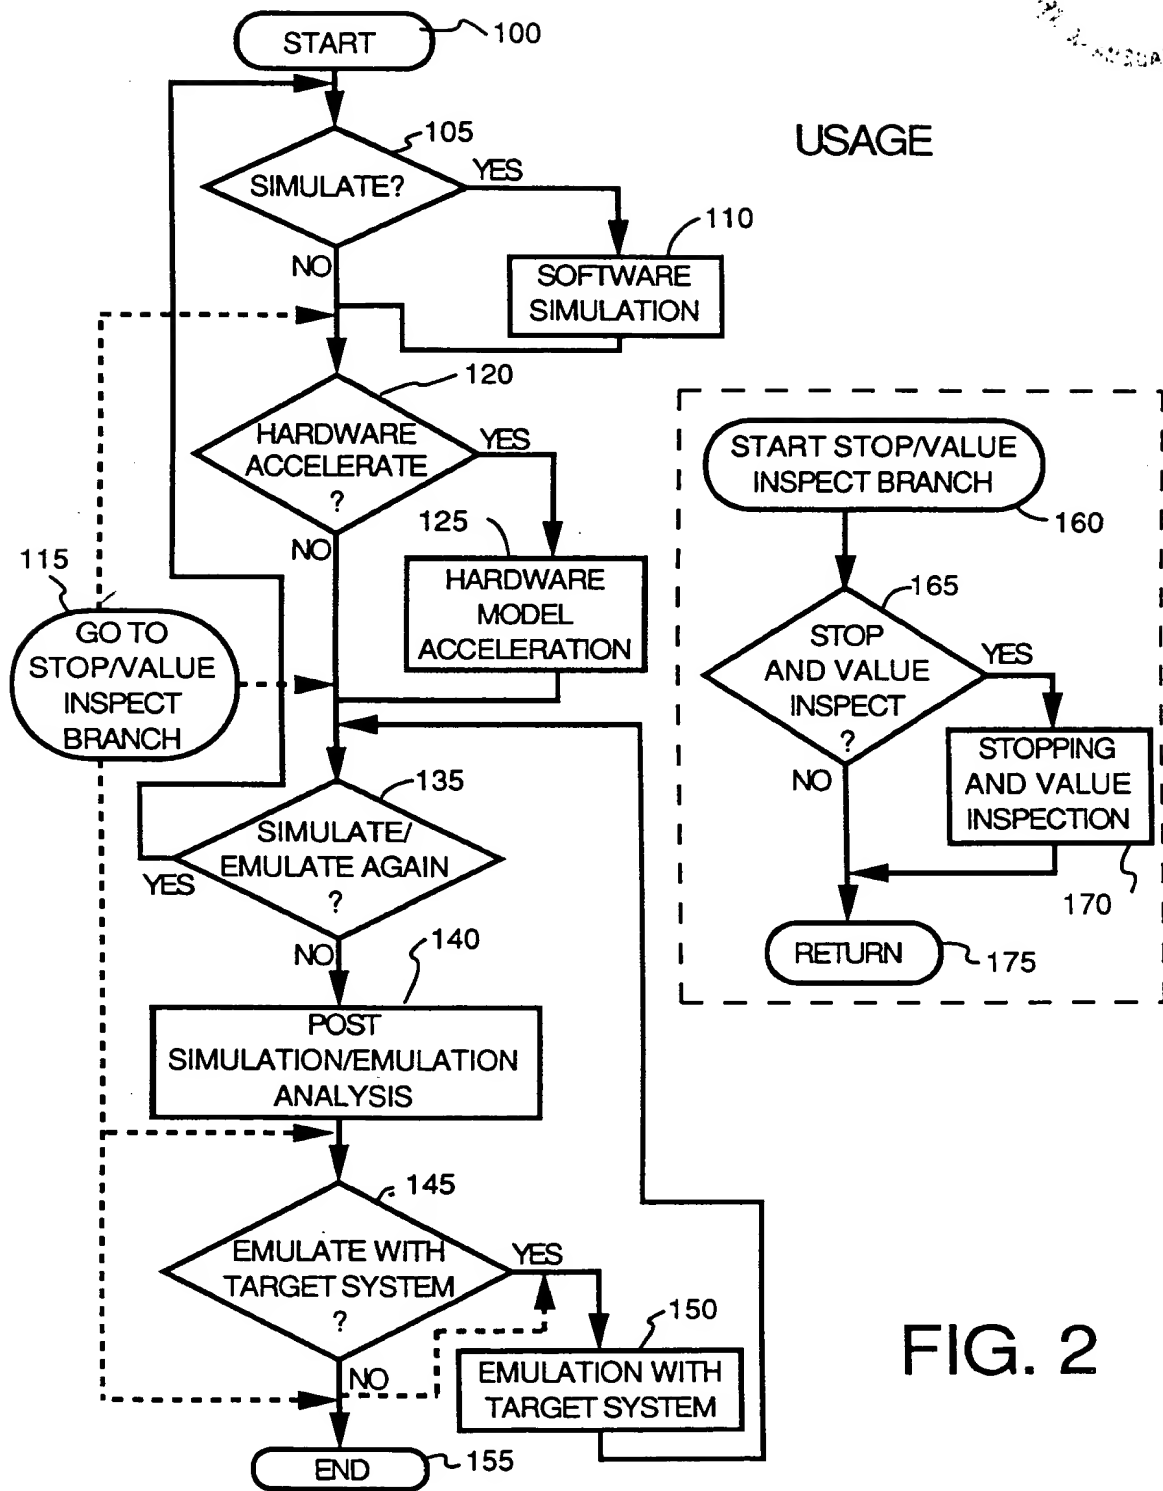 START
100
USAGE
105
SIMULATE?
YES
NO
110
SOFTWARE
SIMULATION
120
HARDWARE
ACCELERATE
?
YES
NO
125
HARDWARE
MODEL
ACCELERATION
115
GO TO
STOP/VALUE
INSPECT
BRANCH
135
SIMULATE/
EMULATE AGAIN
?
YES
NO
140
POST
SIMULATION/EMULATION
ANALYSIS
145
EMULATE WITH
TARGET SYSTEM
?
YES
NO
150
EMULATION WITH
TARGET SYSTEM
END
155
START STOP/VALUE
INSPECT BRANCH
160
165
STOP
AND VALUE
INSPECT
?
YES
NO
STOPPING
AND VALUE
INSPECTION
170
RETURN
175
FIG. 2